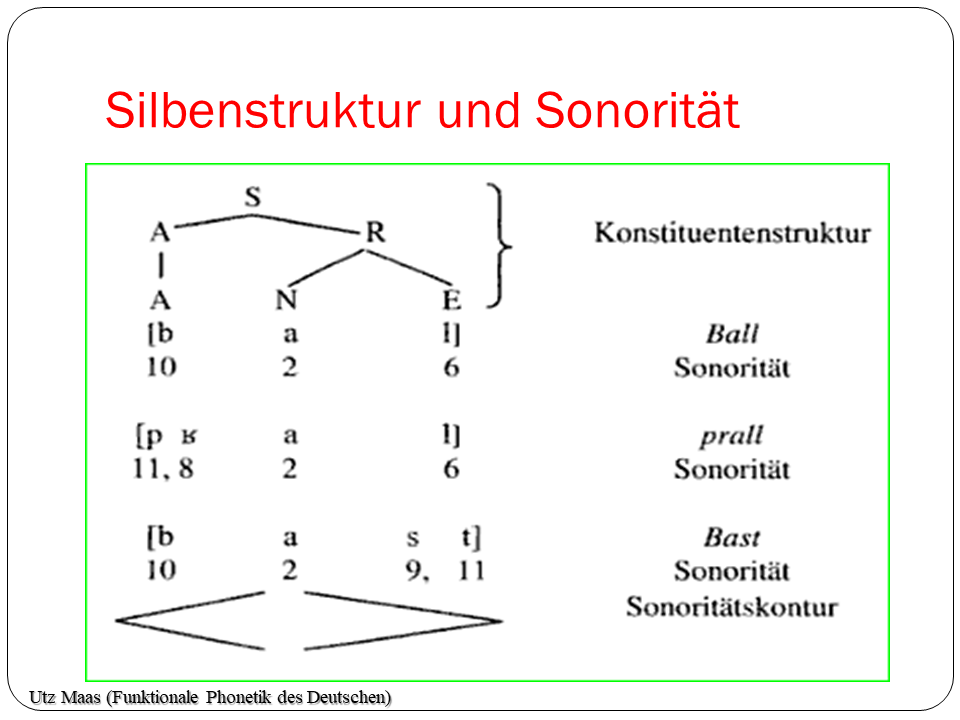 Silbenstruktur und Sonorität
S
A R Konstituentenstruktur
A N E
[b a l] Ball
10 2 6 Sonorität
[p ʁ a l] prall
11, 8 2 6 Sonorität
[b a s t] Bast
10 2 9, 11 Sonorität
Sonoritätskontur
Utz Maas (Funktionale Phonetik des Deutschen)